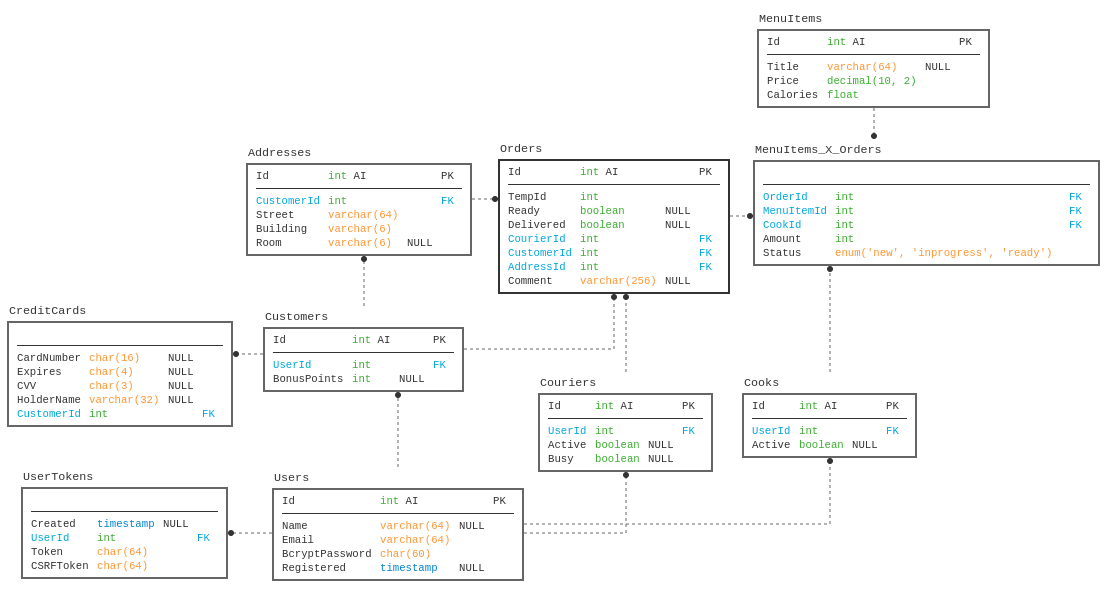 MenuItems
Id int AI PK
Title varchar(64) NULL
Price decimal(10, 2)
Calories float
Addresses
Id int AI PK
CustomerId int FK
Street varchar(64)
Building varchar(6)
Room varchar(6) NULL
Orders
Id int AI PK
TempId int
Ready boolean NULL
Delivered boolean NULL
CourierId int FK
CustomerId int FK
AddressId int FK
Comment varchar(256) NULL
MenuItems_X_Orders
OrderId int FK
MenuItemId int FK
CookId int FK
Amount int
Status enum('new', 'inprogress', 'ready')
CreditCards
CardNumber char(16) NULL
Expires char(4) NULL
CVV char(3) NULL
HolderName varchar(32) NULL
CustomerId int FK
Customers
Id int AI PK
UserId int FK
BonusPoints int NULL
Couriers
Id int AI PK
UserId int FK
Active boolean NULL
Busy boolean NULL
Cooks
Id int AI PK
UserId int FK
Active boolean NULL
UserTokens
Created timestamp NULL
UserId int FK
Token char(64)
CSRFToken char(64)
Users
Id int AI PK
Name varchar(64) NULL
Email varchar(64)
BcryptPassword char(60)
Registered timestamp NULL